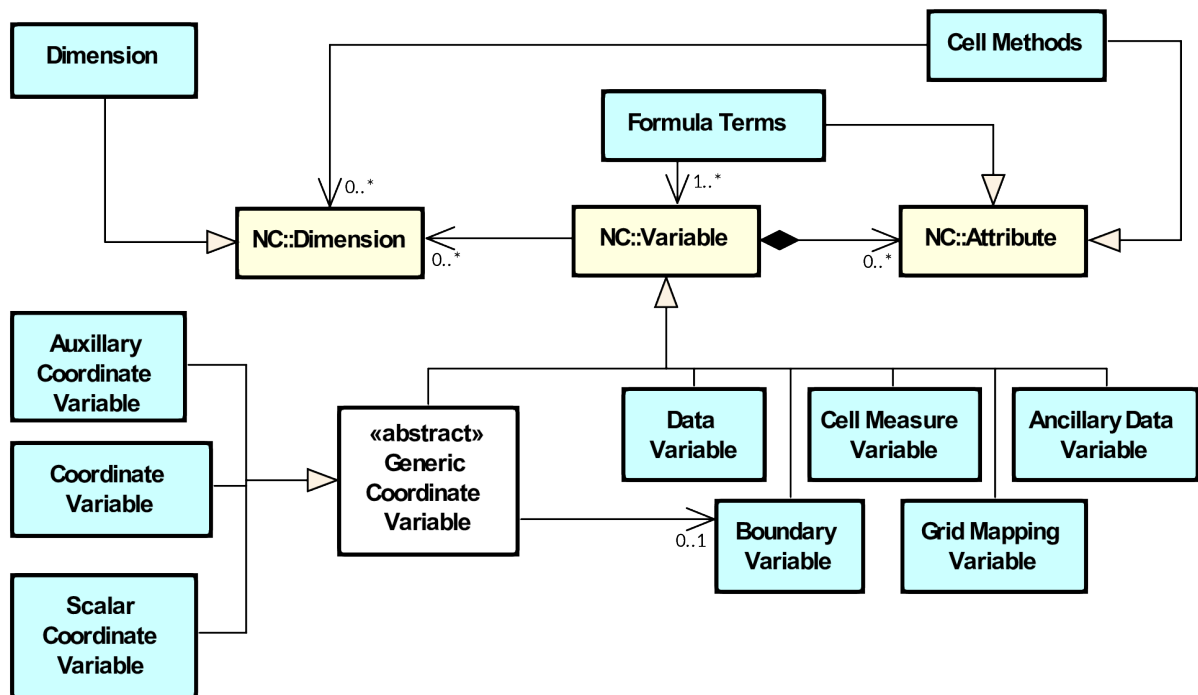 Dimension
Cell Methods
Formula Terms
0..*
1..*
NC::Dimension
NC::Variable
NC::Attribute
0..*
0..*
Auxillary
Coordinate
Variable
«abstract»
Generic
Coordinate
Variable
Data
Variable
Cell Measure
Variable
Ancillary Data
Variable
Coordinate
Variable
0..1
Boundary
Variable
Grid Mapping
Variable
Scalar
Coordinate
Variable